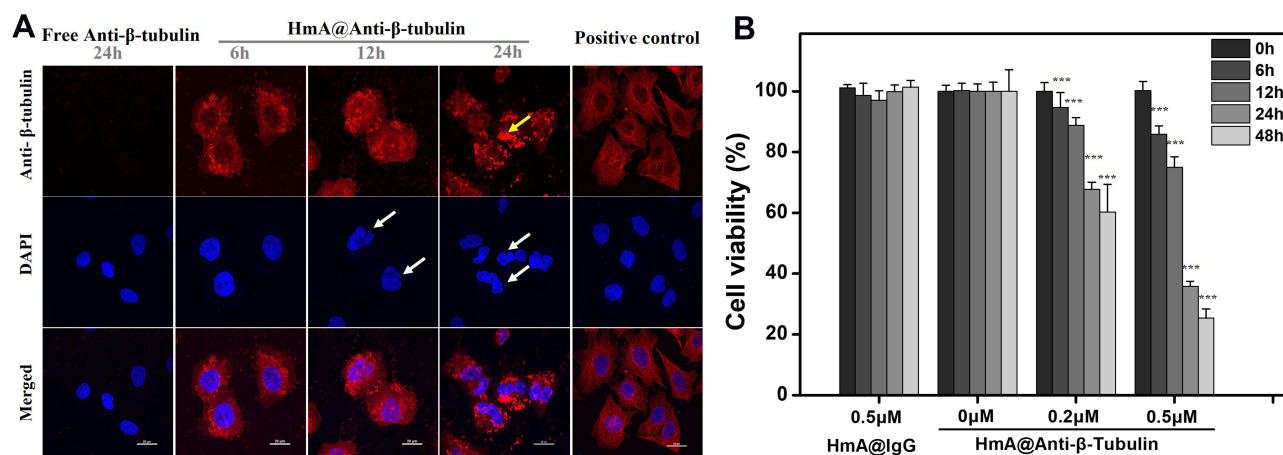 A
Free Anti-β-tubulin
HmA@Anti-β-tubulin
Positive control
24h
6h
12h
24h
Anti- β-tubulin
DAPI
Merged
B
Cell viability (%)
100
80
60
40
20
0
0h
6h
12h
24h
48h
***
***
***
***
***
***
***
***
0.5μM
0μM
0.2μM
0.5μM
HmA@IgG
HmA@Anti-β-Tubulin